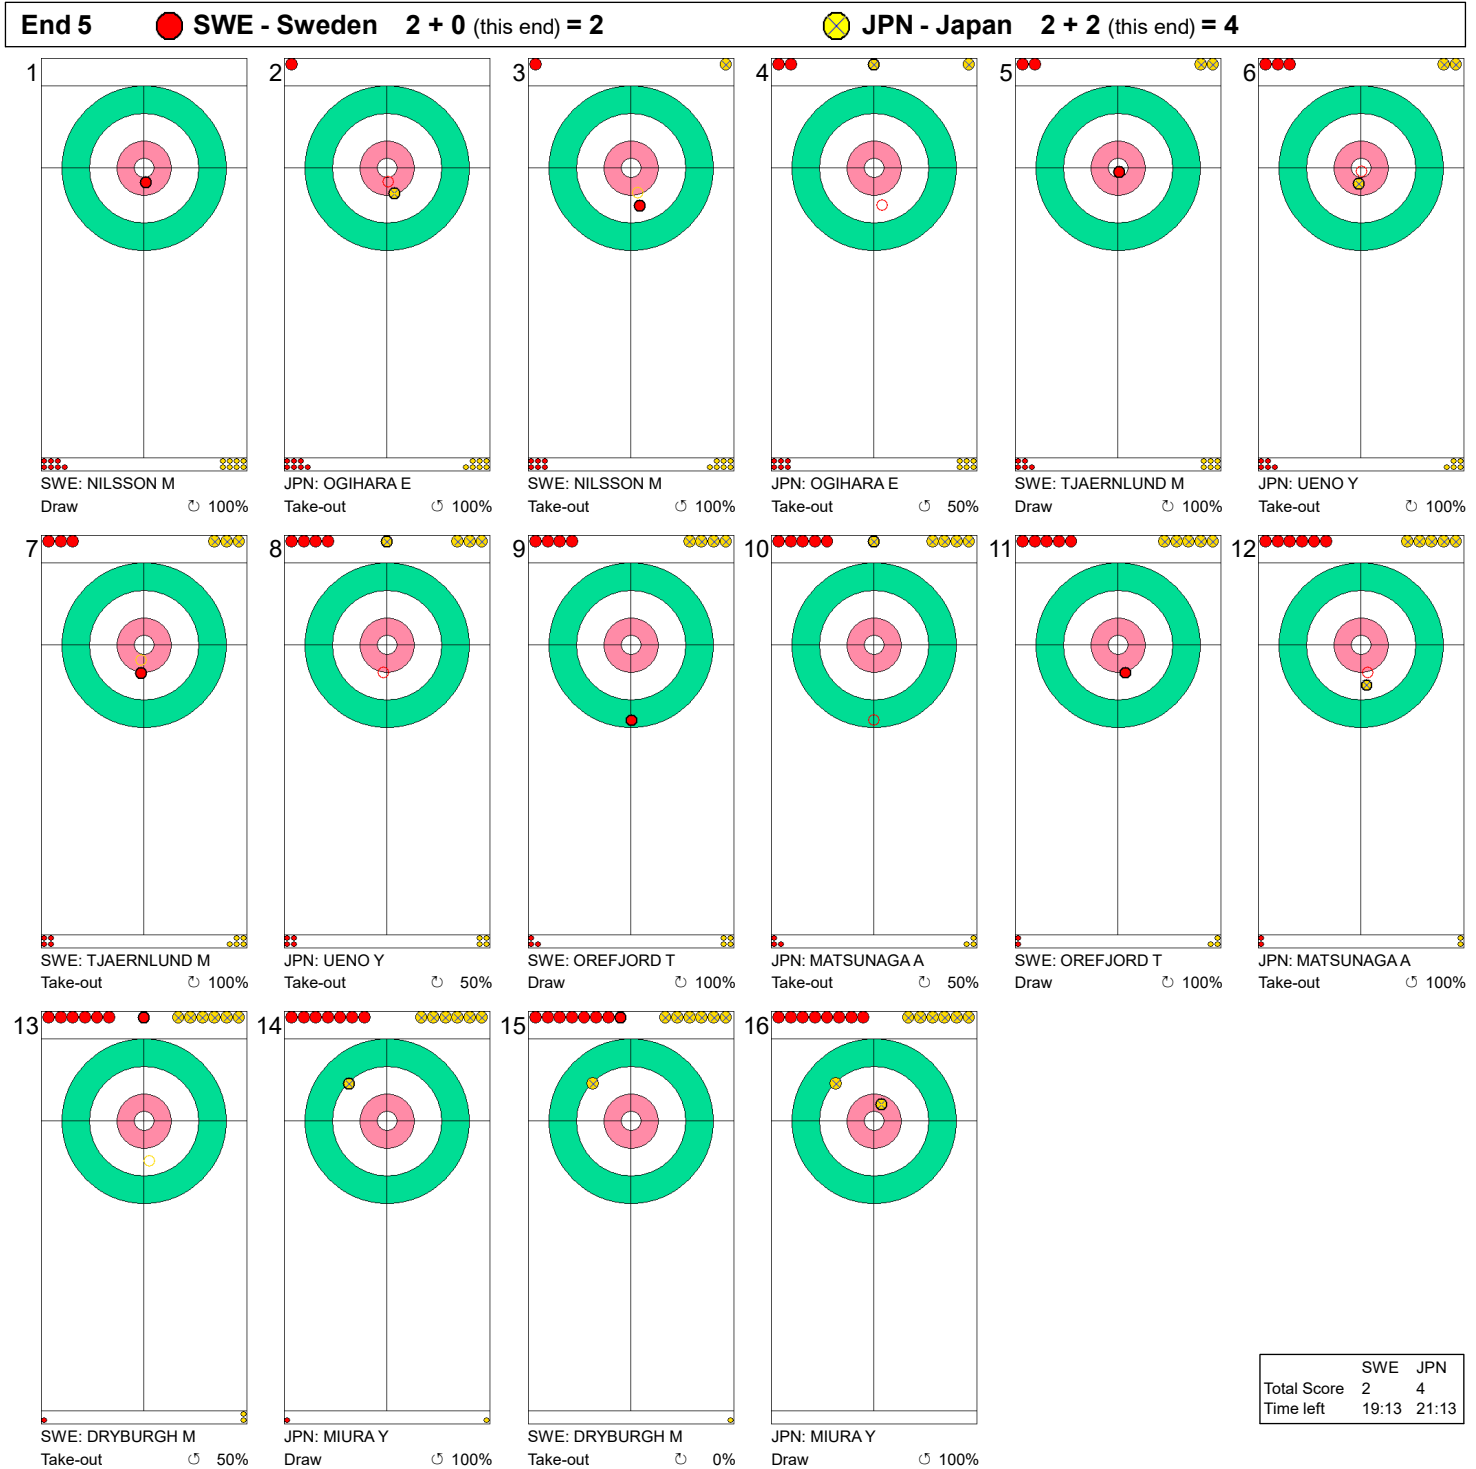 End 5 SWE - Sweden 2 + 0 (this end) = 2 JPN - Japan 2 + 2 (this end) = 4
1 2 3 4 5 6
SWE: NILSSON M JPN: OGIHARA E SWE: NILSSON M JPN: OGIHARA E SWE: TJAERNLUND M JPN: UENO Y
Draw ↻ 100% Take-out ↺ 100% Take-out ↺ 100% Take-out ↺ 50% Draw ↻ 100% Take-out ↻ 100%
7 8 9 10 11 12
SWE: TJAERNLUND M JPN: UENO Y SWE: OREFJORD T JPN: MATSUNAGA A SWE: OREFJORD T JPN: MATSUNAGA A
Take-out ↻ 100% Take-out ↻ 50% Draw ↻ 100% Take-out ↻ 50% Draw ↻ 100% Take-out ↻ 100%
13 14 15 16
SWE: DRYBURGH M JPN: MIURA Y SWE: DRYBURGH M JPN: MIURA Y
Take-out ↺ 50% Draw ↺ 100% Take-out ↻ 0% Draw ↺ 100%
SWE JPN
Total Score 2 4
Time left 19:13 21:13